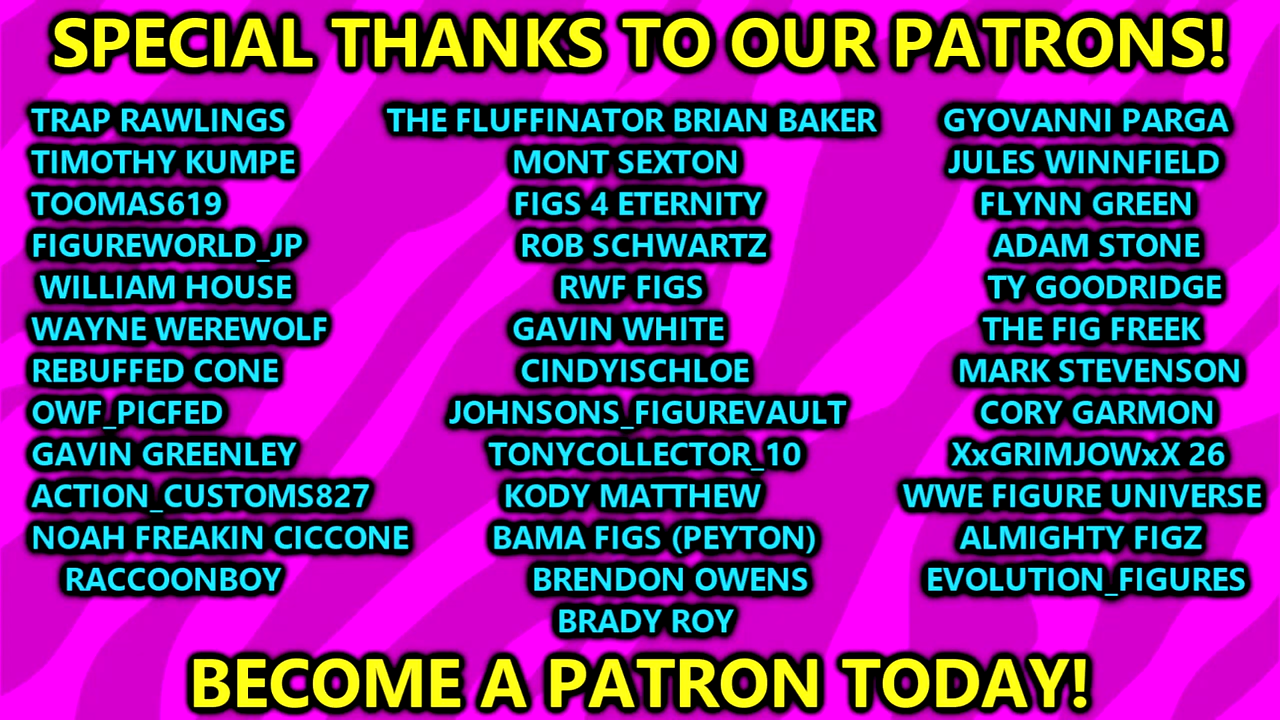 SPECIAL THANKS TO OUR PATRONS!
TRAP RAWLINGS
TIMOTHY KUMPE
TOOMAS619
FIGUREWORLD_JP
WILLIAM HOUSE
WAYNE WEREWOLF
REBUFFED CONE
OWF_PICFED
GAVIN GREENLEY
ACTION_CUSTOMS827
NOAH FREAKIN CICCONE
RACCOONBOY
THE FLUFFINATOR BRIAN BAKER
MONT SEXTON
FIGS 4 ETERNITY
ROB SCHWARTZ
RWF FIGS
GAVIN WHITE
CINDYISCHLOE
JOHNSONS_FIGUREVAULT
TONYCOLLECTOR_10
KODY MATTHEW
BAMA FIGS (PEYTON)
BRENDON OWENS
BRADY ROY
GYOVANNI PARGA
JULES WINNFIELD
FLYNN GREEN
ADAM STONE
TY GOODRIDGE
THE FIG FREEK
MARK STEVENSON
CORY GARMON
XxGRIMJOWxX 26
WWE FIGURE UNIVERSE
ALMIGHTY FIGZ
EVOLUTION_FIGURES
BECOME A PATRON TODAY!